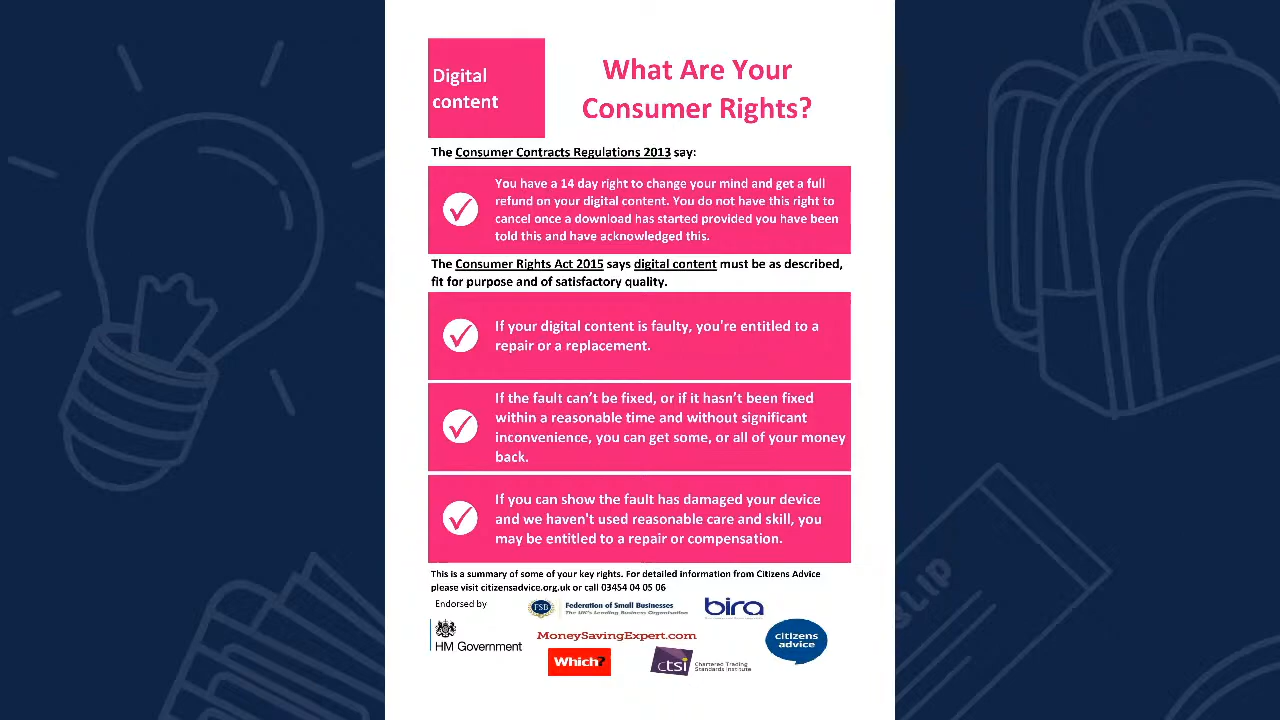 Digital
content
What Are Your
Consumer Rights?
The Consumer Contracts Regulations 2013 say:
You have a 14 day right to change your mind and get a full
refund on your digital content. You do not have this right to
cancel once a download has started provided you have been
told this and have acknowledged this.
The Consumer Rights Act 2015 says digital content must be as described,
fit for purpose and of satisfactory quality.
If your digital content is faulty, you're entitled to a
repair or a replacement.
If the fault can't be fixed, or if it hasn't been fixed
within a reasonable time and without significant
inconvenience, you can get some, or all of your money
back.
If you can show the fault has damaged your device
and we haven't used reasonable care and skill, you
may be entitled to a repair or compensation.
This is a summary of some of your key rights. For detailed information from Citizens Advice
please visit citizensadvice.org.uk or call 03454 04 05 06
Endorsed by
FSB Federation of Small Businesses
The UK's Leading Business Organisation
bira
HM Government
MoneySavingExpert.com
citizens
advice
Which?
ctsi Chartered Trading
Standards Institute
SLIP